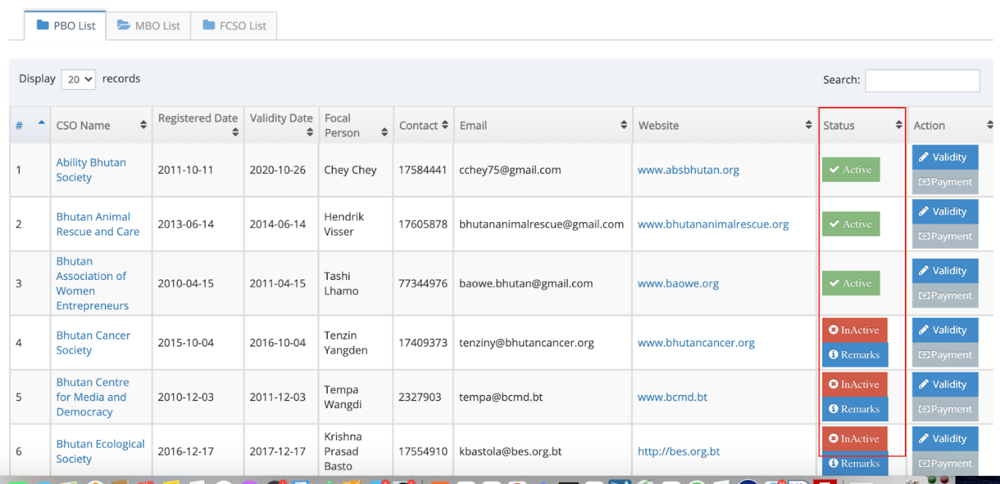 PBO List MBO List FCSO List
Display 20 records Search:
# CSO Name Registered Date Validity Date Focal Person Contact Email Website Status Action
1 Ability Bhutan Society 2011-10-11 2020-10-26 Chey Chey 17584441 cchey75@gmail.com www.absbhutan.org Active Validity Payment
2 Bhutan Animal Rescue and Care 2013-06-14 2014-06-14 Hendrik Visser 17605878 bhutananimalrescue@gmail.com www.bhutananimalrescue.org Active Validity Payment
3 Bhutan Association of Women Entrepreneurs 2010-04-15 2011-04-15 Tashi Lhamo 77344976 baowe.bhutan@gmail.com www.baowe.org Active Validity Payment
4 Bhutan Cancer Society 2015-10-04 2016-10-04 Tenzin Yangden 17409373 tenziny@bhutancancer.org www.bhutancancer.org InActive Remarks Validity Payment
5 Bhutan Centre for Media and Democracy 2010-12-03 2011-12-03 Tempa Wangdi 2327903 tempa@bcmd.bt www.bcmd.bt InActive Remarks Validity Payment
6 Bhutan Ecological Society 2016-12-17 2017-12-17 Krishna Prasad Basto 17554910 kbastola@bes.org.bt http://bes.org.bt InActive Remarks Validity Payment